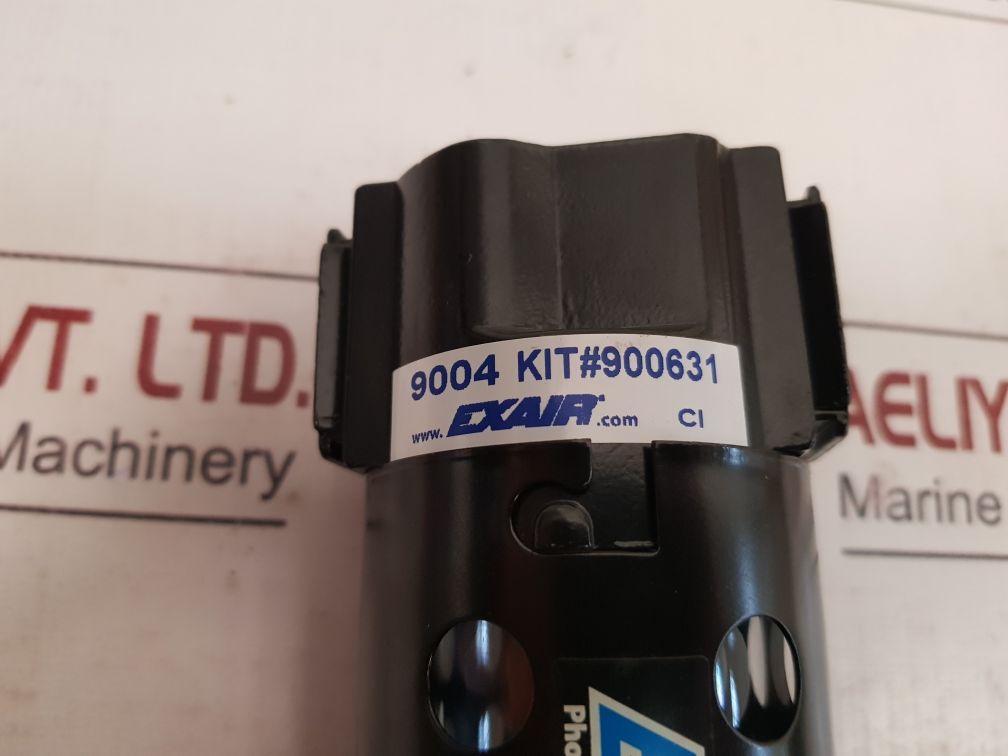 9004 KIT#900631
www.EXAIR.com CI
VT. LTD.
Machinery
AELIY
Marine
Pho